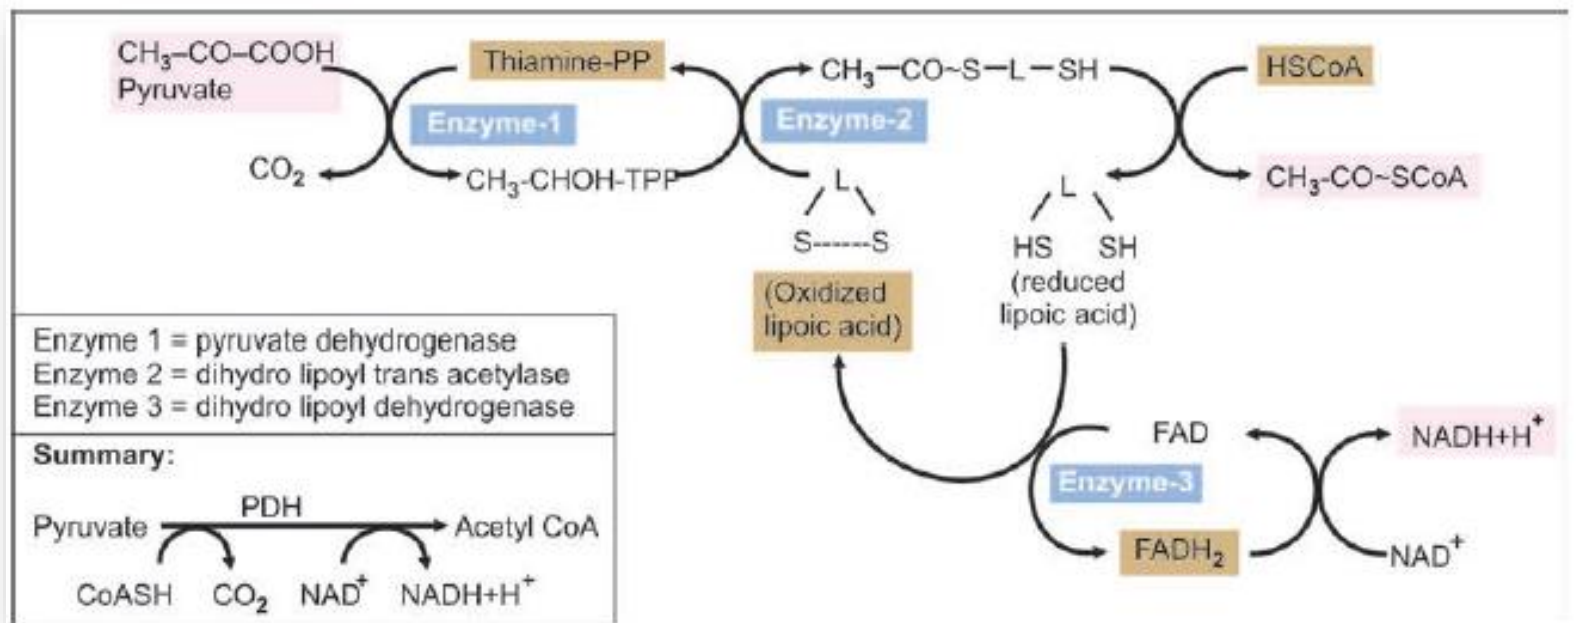 CH₃–CO–COOH
Pyruvate
Thiamine-PP
CH₃—CO~S—L—SH
HSCoA
Enzyme-1
Enzyme-2
CO₂
CH₃-CHOH-TPP
L
S------S
L
HS SH
CH₃-CO~SCoA
(Oxidized
lipoic acid)
(reduced
lipoic acid)
Enzyme 1 = pyruvate dehydrogenase
Enzyme 2 = dihydro lipoyl trans acetylase
Enzyme 3 = dihydro lipoyl dehydrogenase
FAD
NADH+H⁺
Enzyme-3
FADH₂
NAD⁺
Summary:
PDH
Pyruvate
Acetyl CoA
CoASH CO₂ NAD⁺ NADH+H⁺